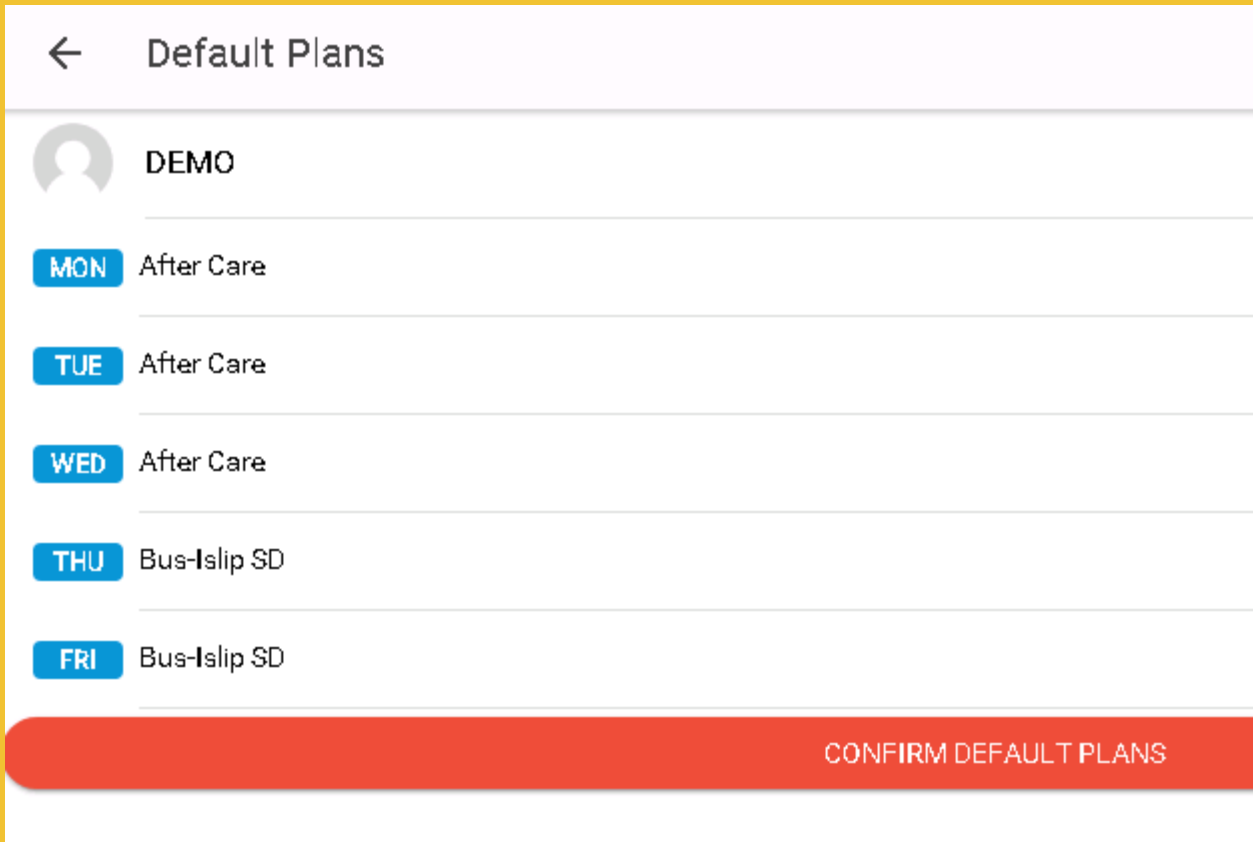 Default Plans
DEMO
MON After Care
TUE After Care
WED After Care
THU Bus-Islip SD
FRI Bus-Islip SD
CONFIRM DEFAULT PLANS